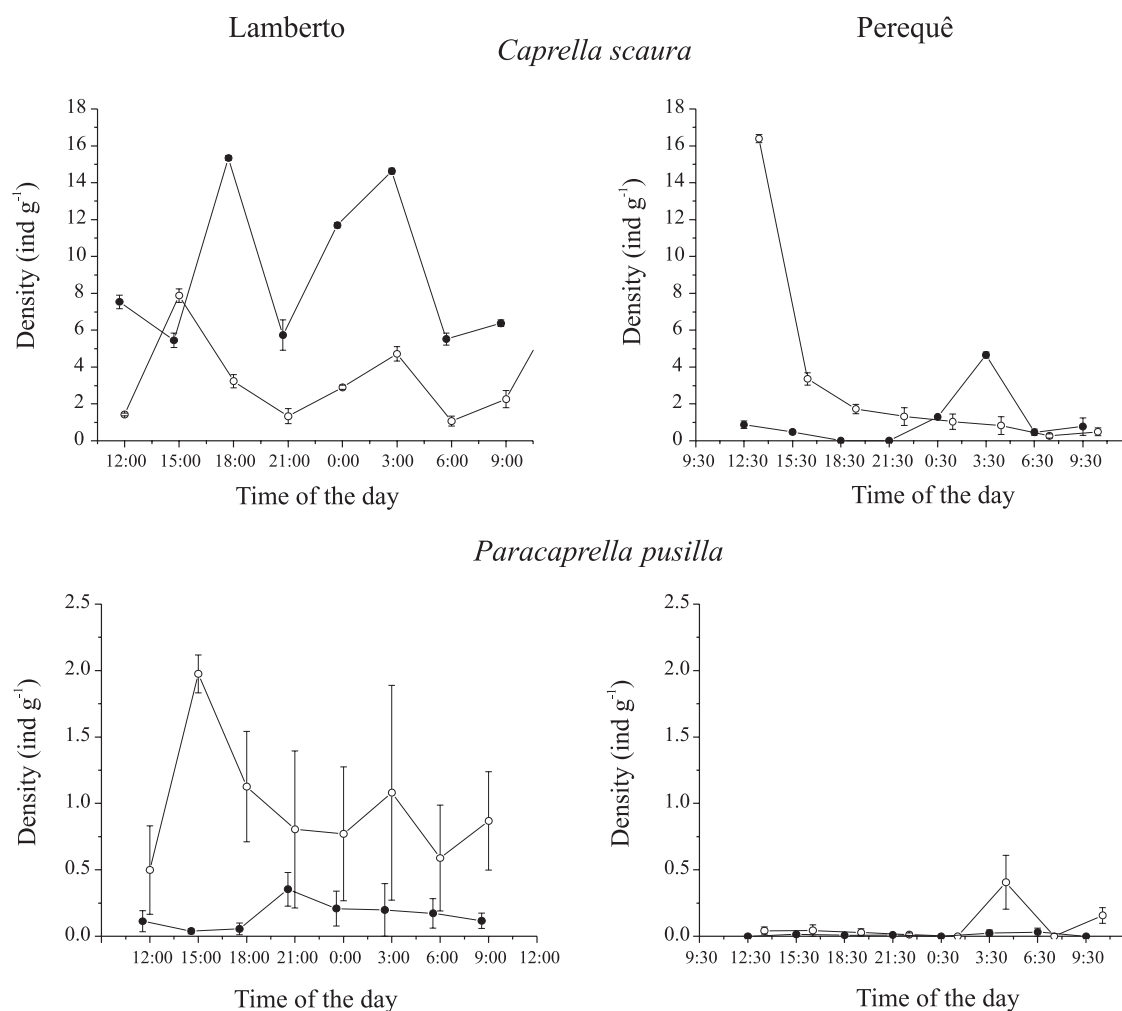 Lamberto
Perequê
Caprella scaura
18
16
14
12
10
8
6
4
2
0
Density (ind g-1)
12:00 15:00 18:00 21:00 0:00 3:00 6:00 9:00
Time of the day
18
16
14
12
10
8
6
4
2
0
Density (ind g-1)
9:30 12:30 15:30 18:30 21:30 0:30 3:30 6:30 9:30
Time of the day
Paracaprella pusilla
2.5
2.0
1.5
1.0
0.5
0.0
Density (ind g-1)
12:00 15:00 18:00 21:00 0:00 3:00 6:00 9:00 12:00
Time of the day
2.5
2.0
1.5
1.0
0.5
0.0
Density (ind g-1)
9:30 12:30 15:30 18:30 21:30 0:30 3:30 6:30 9:30
Time of the day